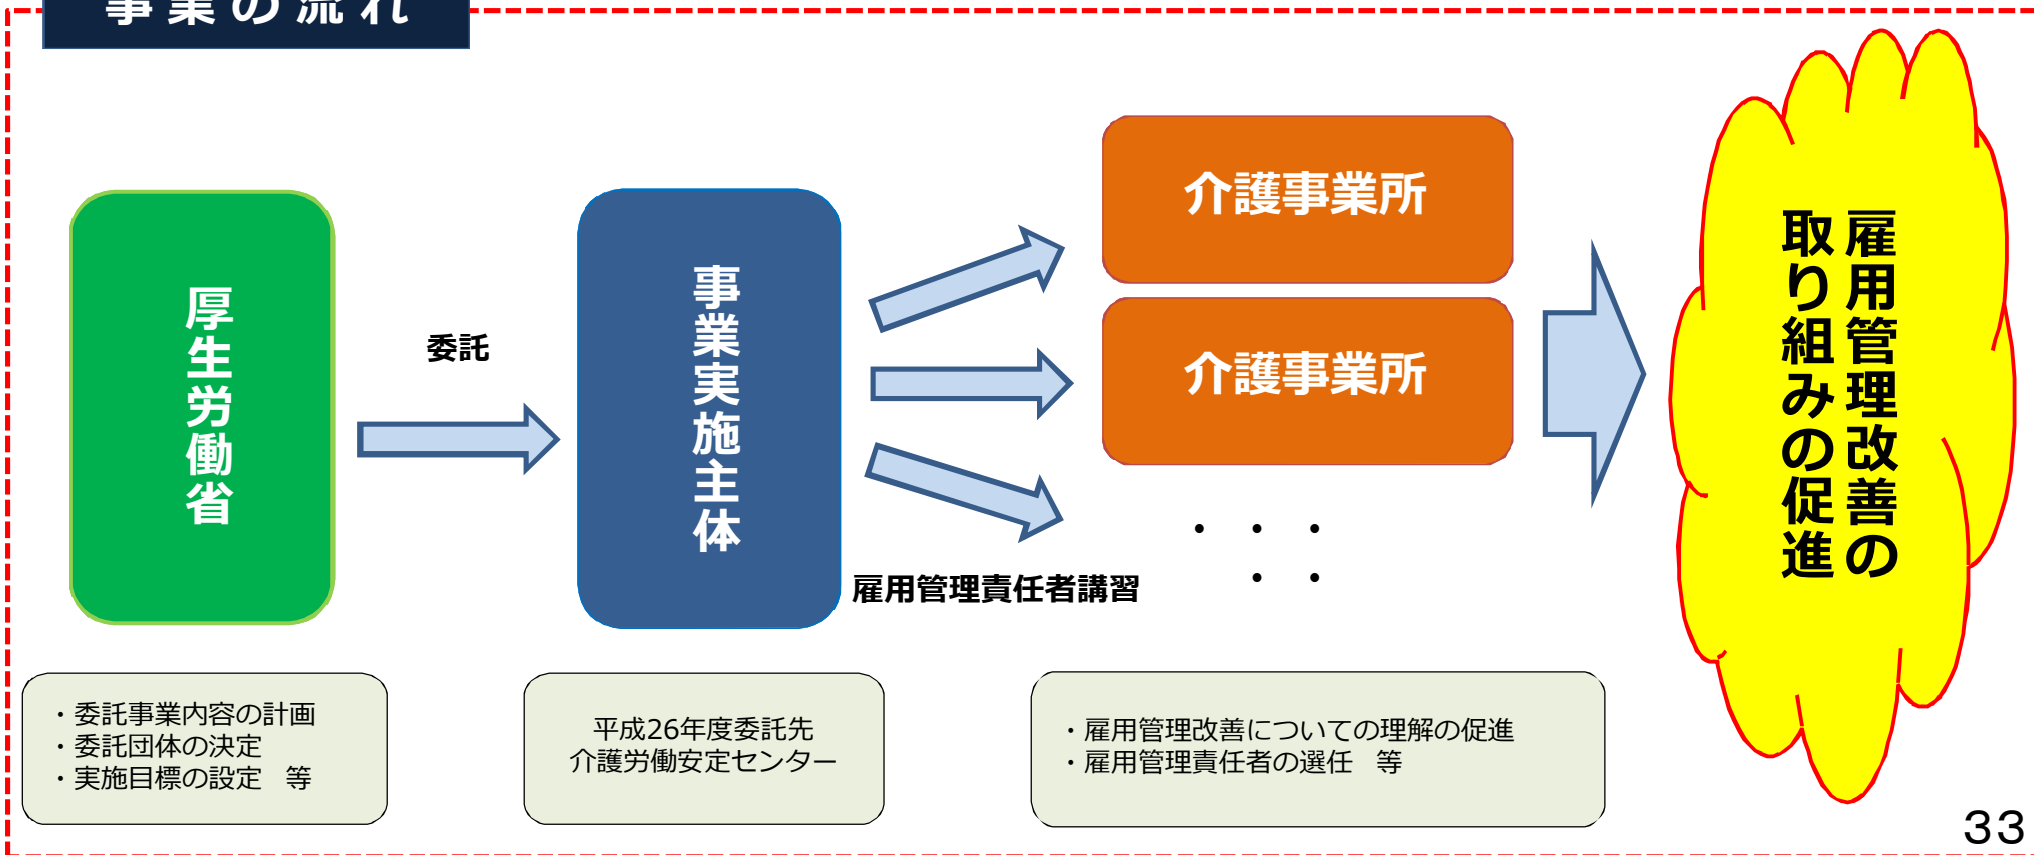 事業の流れ
厚生労働省
委託
事業実施主体
介護事業所
介護事業所
・・・
・・
雇用管理責任者講習
雇用管理改善の
取り組みの促進
・委託事業内容の計画
・委託団体の決定
・実施目標の設定　等
平成26年度委託先
介護労働安定センター
・雇用管理改善についての理解の促進
・雇用管理責任者の選任　等
33